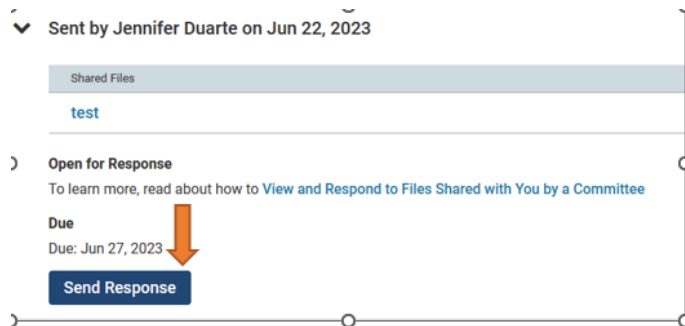 Sent by Jennifer Duarte on Jun 22, 2023
Shared Files
test
Open for Response
To learn more, read about how to View and Respond to Files Shared with You by a Committee
Due
Due: Jun 27, 2023
Send Response